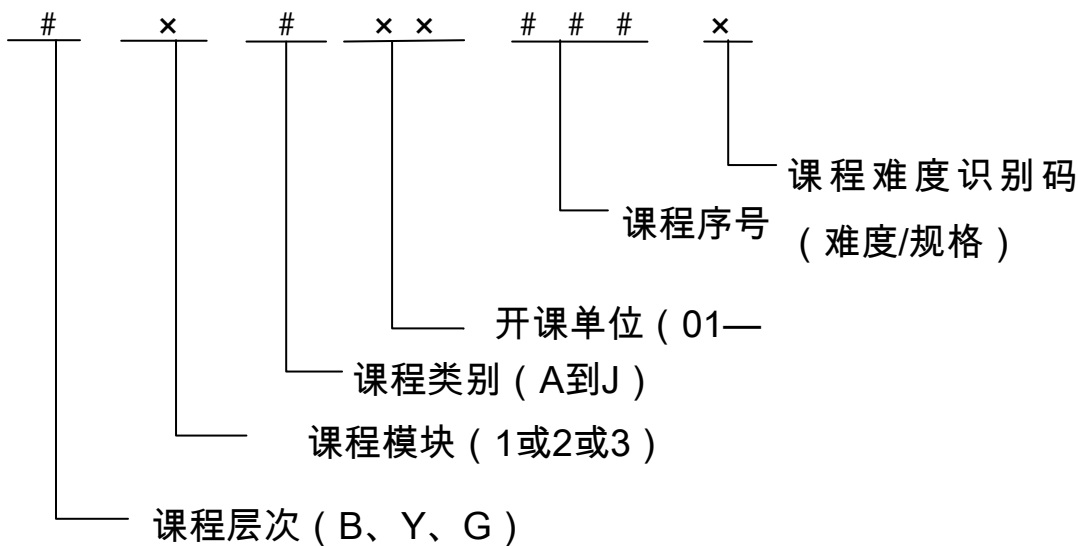 # × # × × # # # ×
课程难度识别码
课程序号
（难度/规格）
开课单位（01—
课程类别（A到J）
课程模块（1或2或3）
课程层次（B、Y、G）